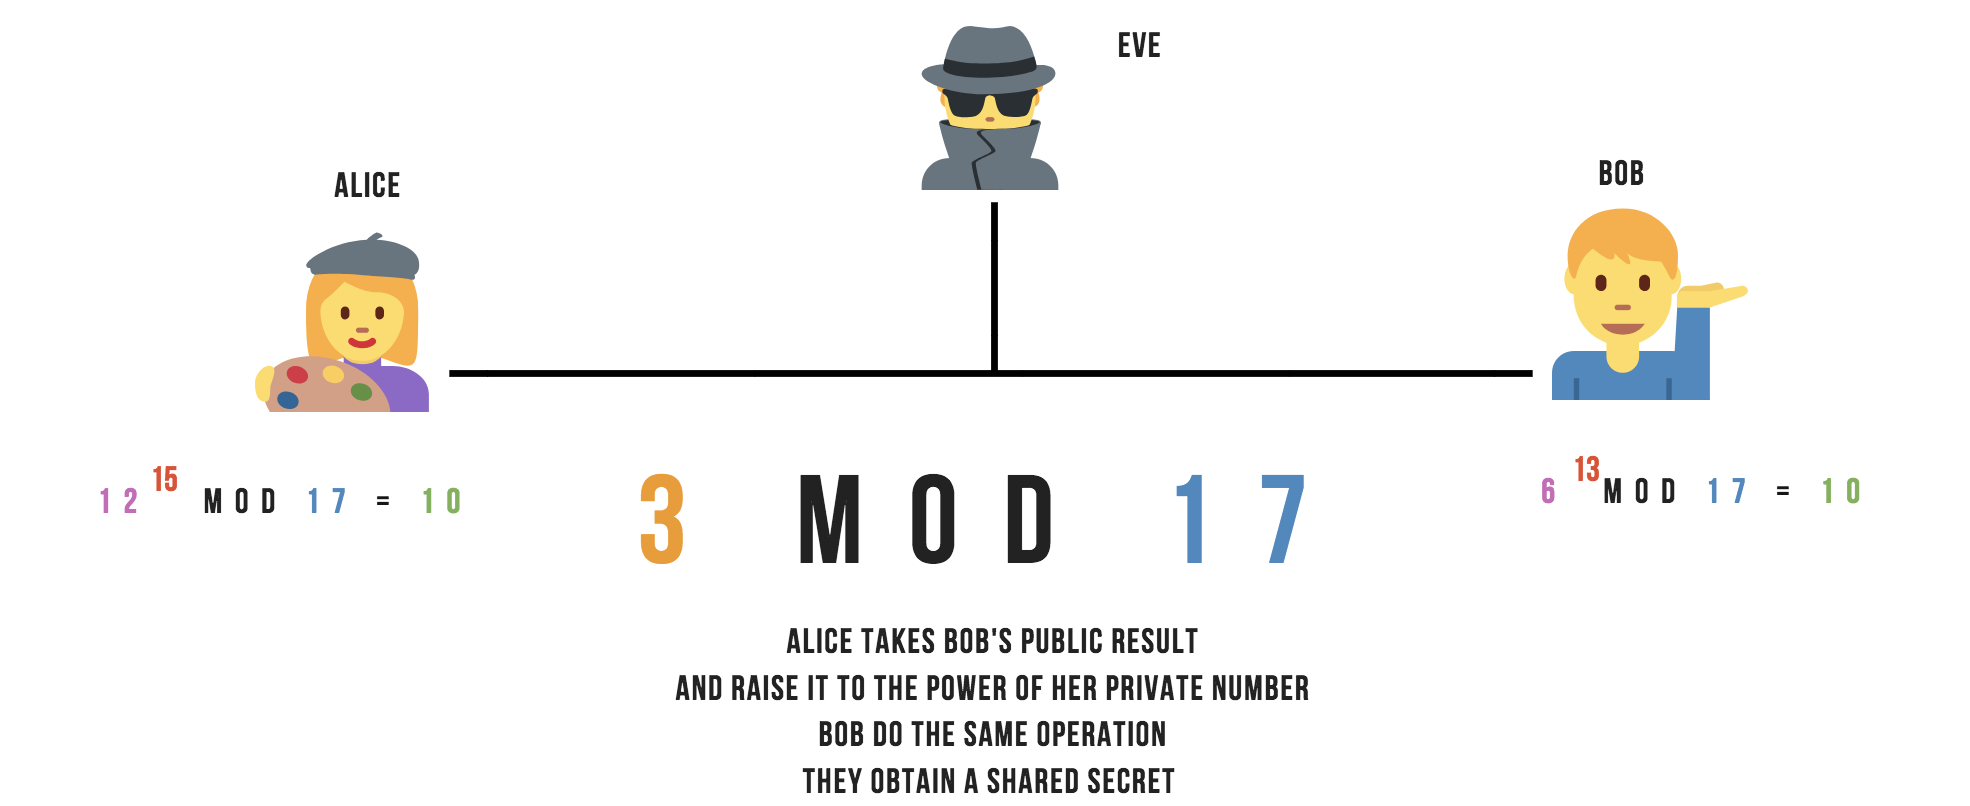 EVE
ALICE
BOB
12 15 MOD 17 = 10
3 MOD 17
6 13 MOD 17 = 10
ALICE TAKES BOB'S PUBLIC RESULT
AND RAISE IT TO THE POWER OF HER PRIVATE NUMBER
BOB DO THE SAME OPERATION
THEY OBTAIN A SHARED SECRET